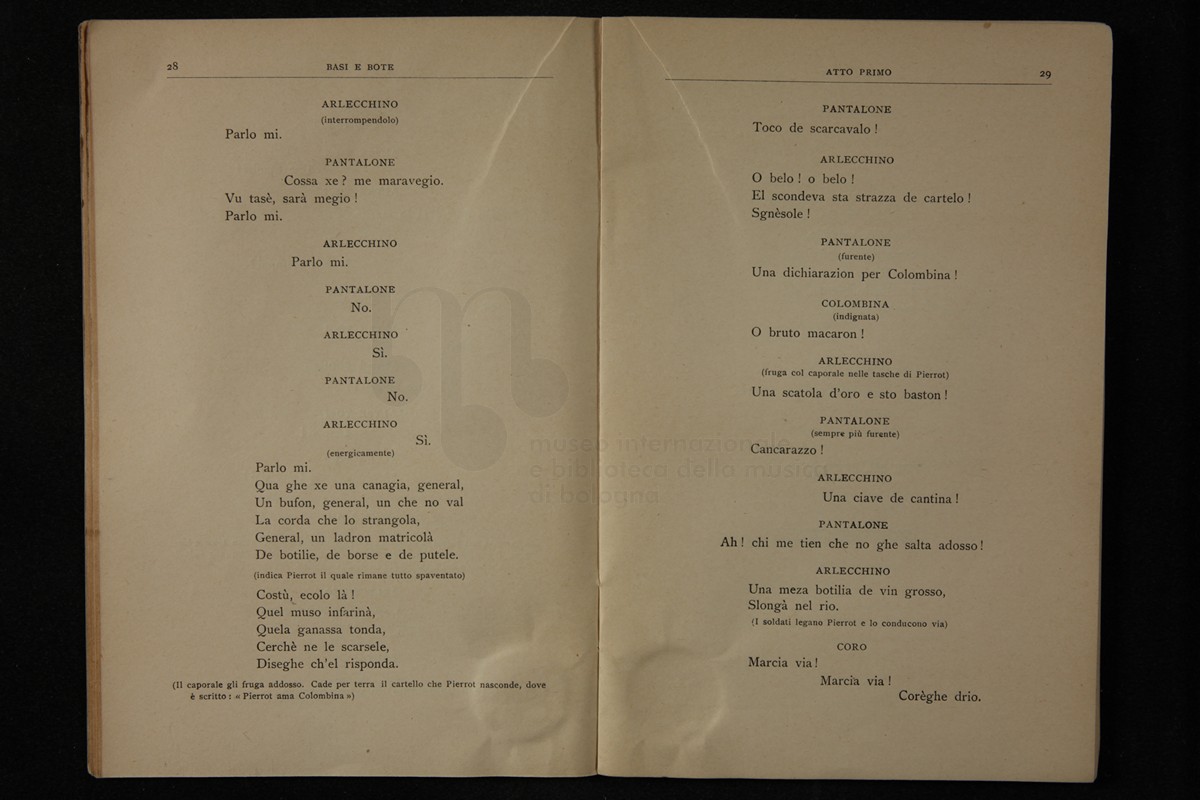 28
BASI E BOTE
ARLECCHINO
(interrompendolo)
Parlo mi.
PANTALONE
Cossa xe? me maravegio.
Vu tasè, sarà megio!
Parlo mi.
ARLECCHINO
Parlo mi.
PANTALONE
No.
ARLECCHINO
Sì.
PANTALONE
No.
ARLECCHINO
Sì.
(energicamente)
Parlo mi.
Qua ghe xe una canagia, general,
Un bufon, general, un che no val
La corda che lo strangola,
General, un ladron matricolà
De botilie, de borse e de putele.
(indica Pierrot il quale rimane tutto spaventato)
Costù, ecolo là!
Quel muso infarinà,
Quela ganassa tonda,
Cerchè ne le scarsele,
Diseghe ch'el risponda.
(Il caporale gli fruga addosso. Cade per terra il cartello che Pierrot nasconde, dove
è scritto: «Pierrot ama Colombina»)
ATTO PRIMO
29
PANTALONE
Toco de scarcavalo!
ARLECCHINO
O belo! o belo!
El scondeva sta strazza de cartelo!
Sgnèsole!
PANTALONE
(furente)
Una dichiarazion per Colombina!
COLOMBINA
(indignata)
O bruto macaron!
ARLECCHINO
(fruga col caporale nelle tasche di Pierrot)
Una scatola d'oro e sto baston!
PANTALONE
(sempre più furente)
Cancarazzo!
ARLECCHINO
Una ciave de cantina!
PANTALONE
Ah! chi me tien che no ghe salta adosso!
ARLECCHINO
Una meza botilia de vin grosso,
Slongà nel rio.
(I soldati legano Pierrot e lo conducono via)
CORO
Marcia via!
Marcia via!
Corèghe drio.
museo internazionale
e biblioteca della musica
di bologna